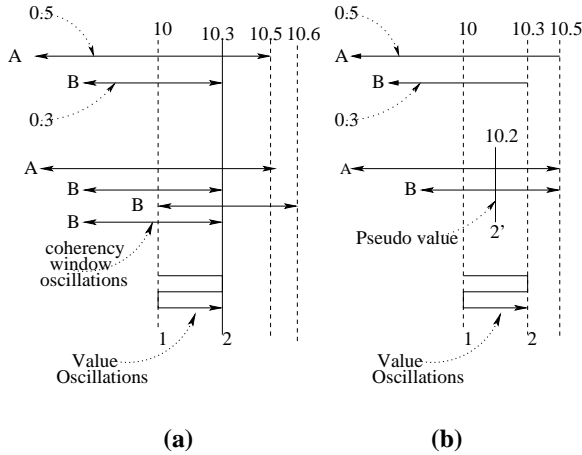 0.5
10
10.3
10.5
10.6
A
B
0.3
A
B
B
B
coherency
window
oscillations
1
2
Value
Oscillations
(a)
0.5
10
10.3
10.5
A
B
0.3
10.2
A
B
Pseudo value
2'
1
2
Value
Oscillations
(b)